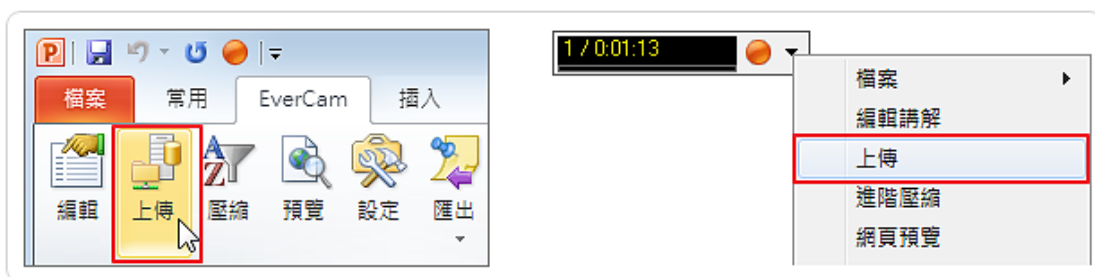 檔案 常用 EverCam 插入
編輯 上傳 壓縮 預覽 設定 匯出
1 / 0:01:13
檔案
編輯講解
上傳
進階壓縮
網頁預覽